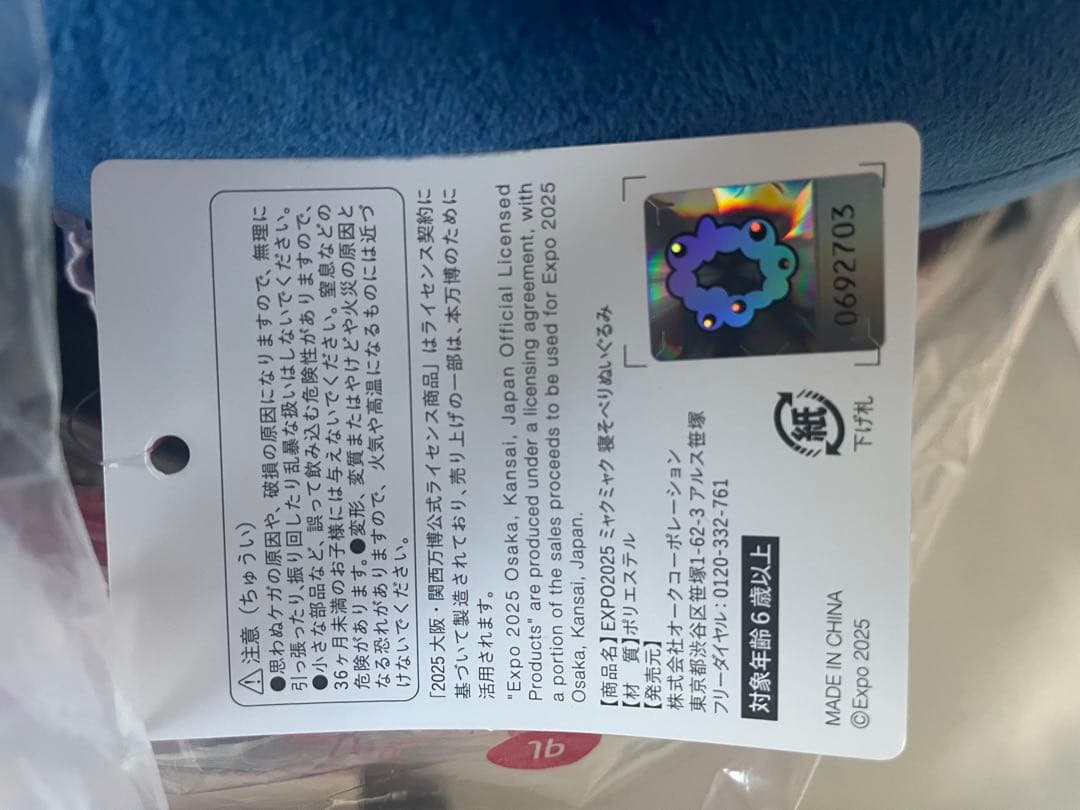 ⚠注意(ちゅうい)
●思わぬケガの原因や、破損の原因になりますので、無理に
引っ張ったり、振り回したり乱暴な扱いはしないでください。
●小さな部品など、誤って飲み込む危険性がありますので、
36ヶ月未満のお子様には与えないでください。窒息などの
危険があります。●変形、変質またはやけどや火災の原因と
なる恐れがありますので、火気や高温になるものには近づ
けないでください。
「2025大阪・関西万博公式ライセンス商品」はライセンス契約に
基づいて製造されており、売り上げの一部は、本万博のために
活用されます。
"Expo 2025 Osaka, Kansai, Japan Official Licensed
Products" are produced under a licensing agreement, with
a portion of the sales proceeds to be used for Expo 2025
Osaka, Kansai, Japan.
【商品名】EXPO2025 ミャクミャク 寝そべりぬいぐるみ
【材 質】ポリエステル
【発売元】
株式会社オークコーポレーション
東京都渋谷区笹塚1-62-3 アルス笹塚
フリーダイヤル:0120-332-761
対象年齢6歳以上
MADE IN CHINA
©Expo 2025
紙
下げ札
0692703